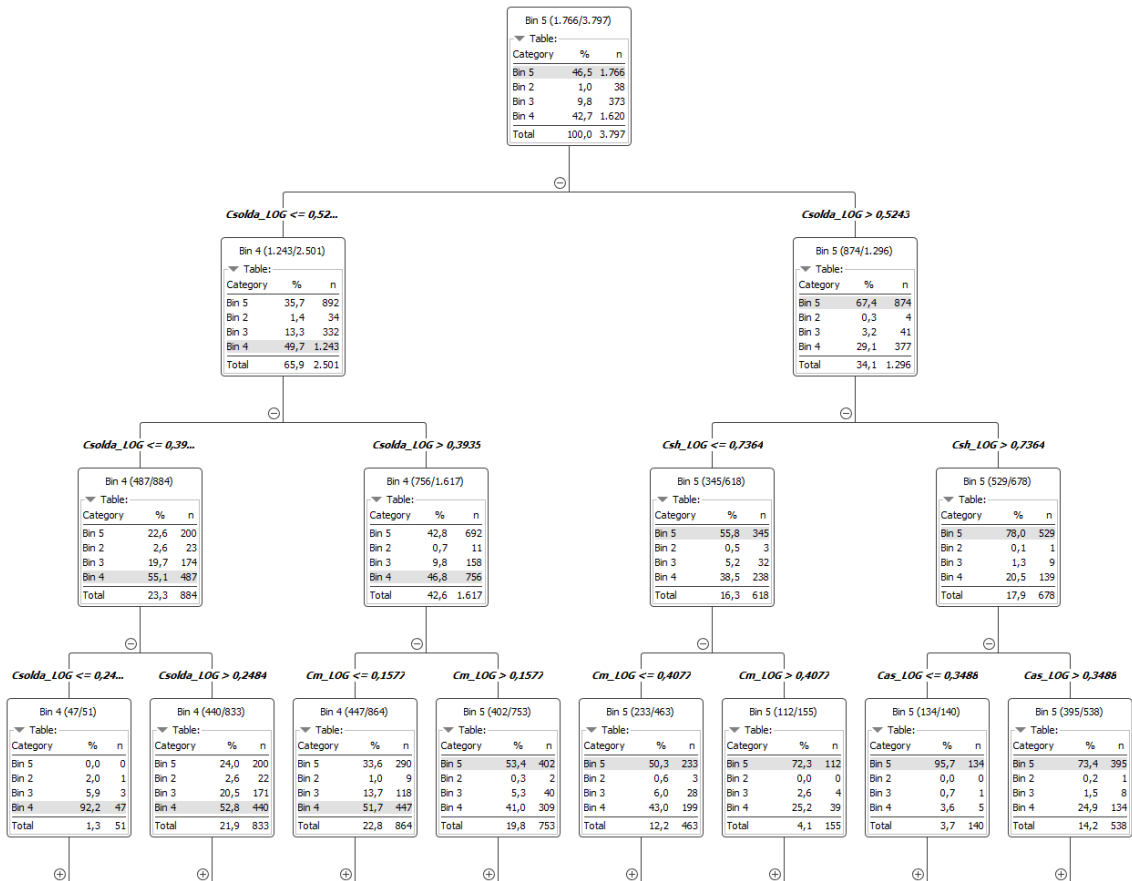 Bin 5 (1.766/3.797)
Table:
Category % n
Bin 5 46,5 1.766
Bin 2 1,0 38
Bin 3 9,8 373
Bin 4 42,7 1.620
Total 100,0 3.797
Csolda_LOG <= 0,52...
Csolda_LOG > 0,5243
Bin 4 (1.243/2.501)
Table:
Category % n
Bin 5 35,7 892
Bin 2 1,4 34
Bin 3 13,3 332
Bin 4 49,7 1.243
Total 65,9 2.501
Bin 5 (874/1.296)
Table:
Category % n
Bin 5 67,4 874
Bin 2 0,3 4
Bin 3 3,2 41
Bin 4 29,1 377
Total 34,1 1.296
Csolda_LOG <= 0,39...
Csolda_LOG > 0,3935
Csh_LOG <= 0,7364
Csh_LOG > 0,7364
Bin 4 (487/884)
Table:
Category % n
Bin 5 22,6 200
Bin 2 2,6 23
Bin 3 19,7 174
Bin 4 55,1 487
Total 23,3 884
Bin 4 (756/1.617)
Table:
Category % n
Bin 5 42,8 692
Bin 2 0,7 11
Bin 3 9,8 158
Bin 4 46,8 756
Total 42,6 1.617
Bin 5 (345/618)
Table:
Category % n
Bin 5 55,8 345
Bin 2 0,5 3
Bin 3 5,2 32
Bin 4 38,5 238
Total 16,3 618
Bin 5 (529/678)
Table:
Category % n
Bin 5 78,0 529
Bin 2 0,1 1
Bin 3 1,3 9
Bin 4 20,5 139
Total 17,9 678
Csolda_LOG <= 0,24...
Csolda_LOG > 0,2484
Cm_LOG <= 0,1577
Cm_LOG > 0,1577
Cm_LOG <= 0,4077
Cm_LOG > 0,4077
Cas_LOG <= 0,3488
Cas_LOG > 0,3488
Bin 4 (47/51)
Table:
Category % n
Bin 5 0,0 0
Bin 2 2,0 1
Bin 3 5,9 3
Bin 4 92,2 47
Total 1,3 51
Bin 4 (440/833)
Table:
Category % n
Bin 5 24,0 200
Bin 2 2,6 22
Bin 3 20,5 171
Bin 4 52,8 440
Total 21,9 833
Bin 4 (447/864)
Table:
Category % n
Bin 5 33,6 290
Bin 2 1,0 9
Bin 3 13,7 118
Bin 4 51,7 447
Total 22,8 864
Bin 5 (402/753)
Table:
Category % n
Bin 5 53,4 402
Bin 2 0,3 2
Bin 3 5,3 40
Bin 4 41,0 309
Total 19,8 753
Bin 5 (233/463)
Table:
Category % n
Bin 5 50,3 233
Bin 2 0,6 3
Bin 3 6,0 28
Bin 4 43,0 199
Total 12,2 463
Bin 5 (112/155)
Table:
Category % n
Bin 5 72,3 112
Bin 2 0,0 0
Bin 3 2,6 4
Bin 4 25,2 39
Total 4,1 155
Bin 5 (134/140)
Table:
Category % n
Bin 5 95,7 134
Bin 2 0,0 0
Bin 3 0,7 1
Bin 4 3,6 5
Total 3,7 140
Bin 5 (395/538)
Table:
Category % n
Bin 5 73,4 395
Bin 2 0,2 1
Bin 3 1,5 8
Bin 4 24,9 134
Total 14,2 538